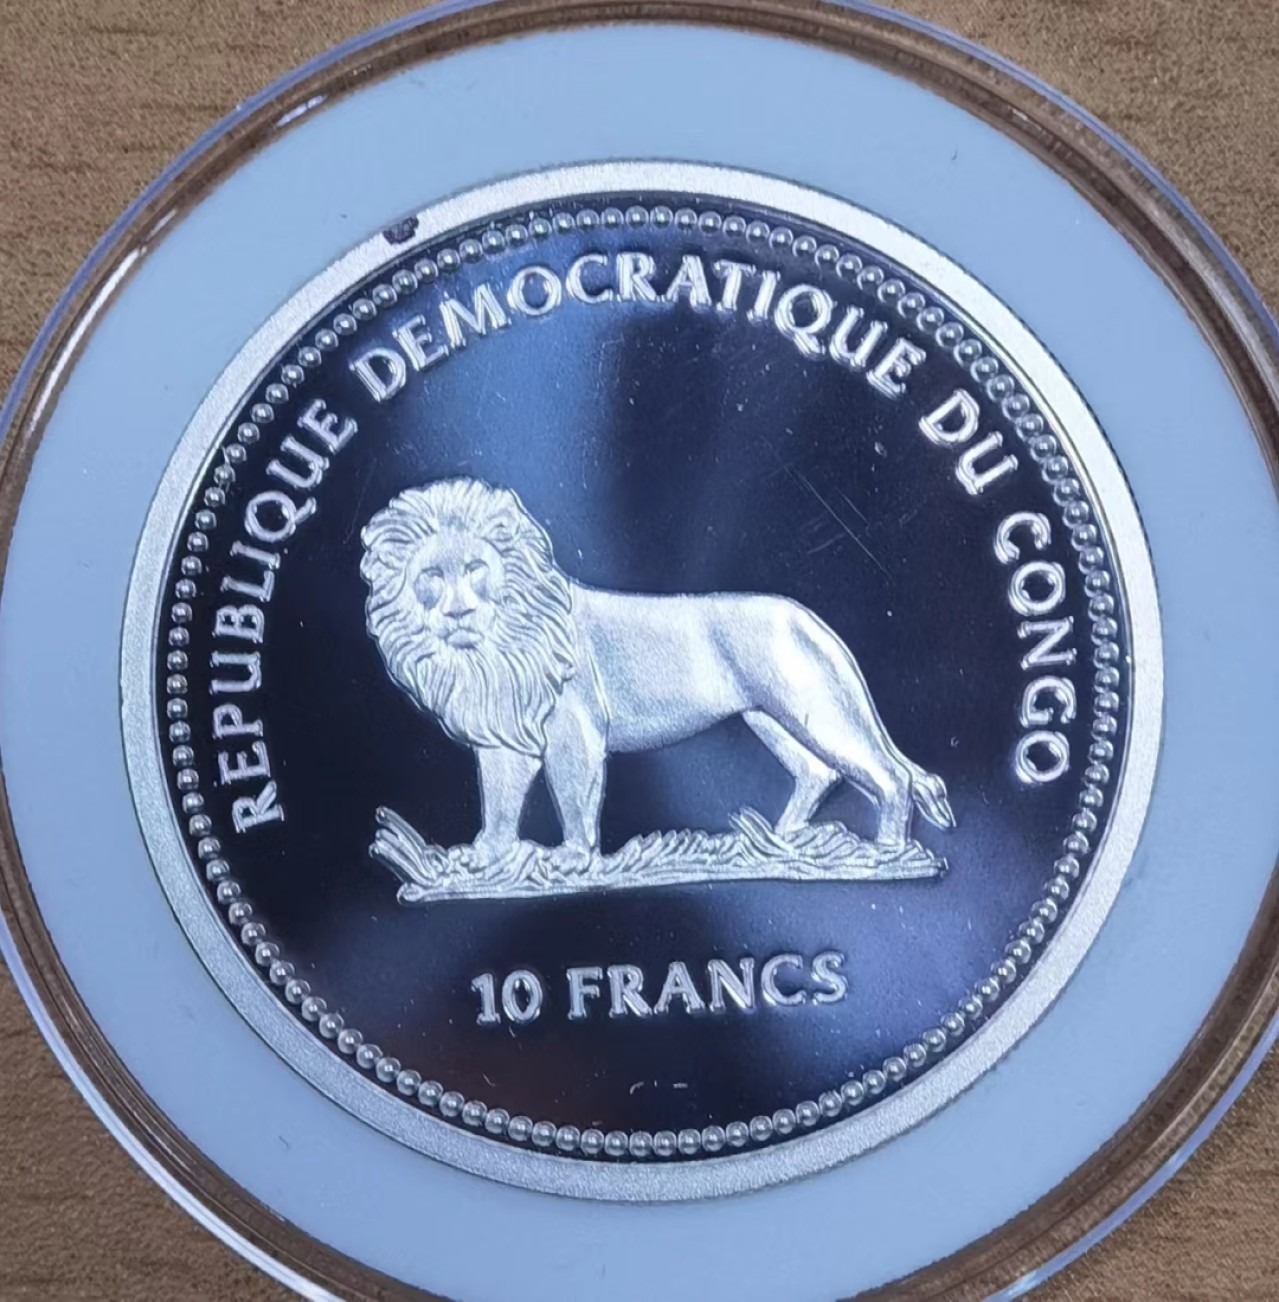 REPUBLIQUE DEMOCRATIQUE DU CONGO
10 FRANCS